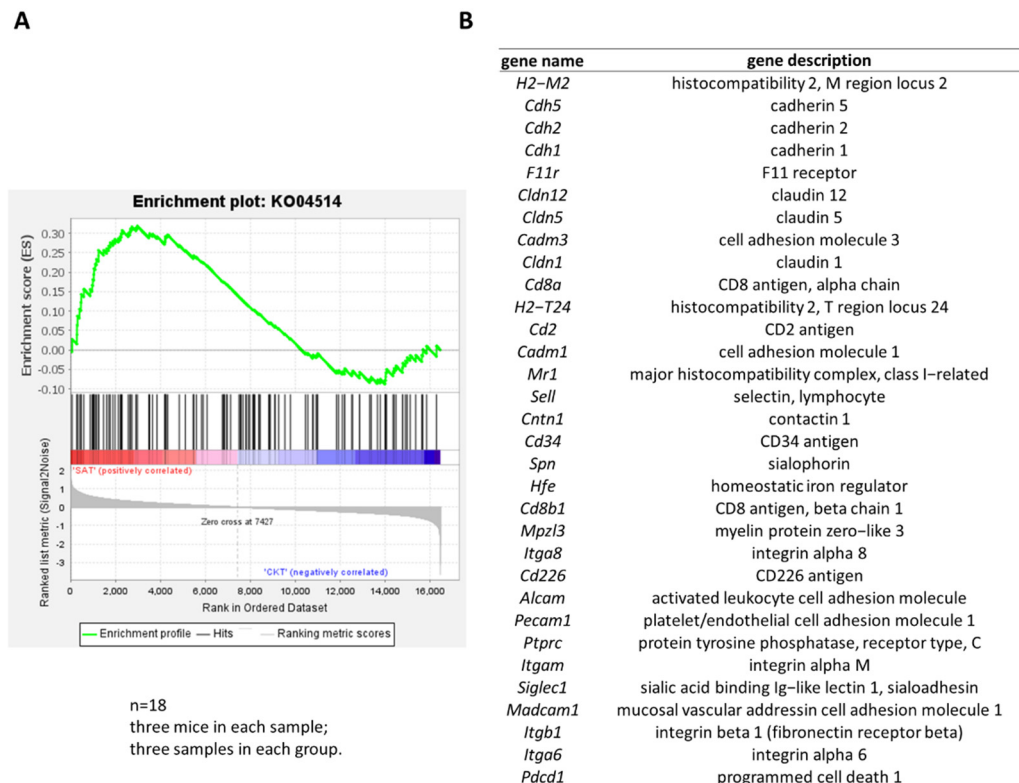 A
B
Enrichment plot: KO04514
Enrichment score (ES)
0.30
0.25
0.20
0.15
0.10
0.05
0.00
-0.05
-0.10
'SAT' (positively correlated)
Ranked list metric (Signal2Noise)
2
1
0
-1
-2
-3
Zero cross at 7427
'CKT' (negatively correlated)
0 2,000 4,000 6,000 8,000 10,000 12,000 14,000 16,000
Rank in Ordered Dataset
Enrichment profile Hits Ranking metric scores
n=18
three mice in each sample;
three samples in each group.
gene name gene description
H2−M2 histocompatibility 2, M region locus 2
Cdh5 cadherin 5
Cdh2 cadherin 2
Cdh1 cadherin 1
F11r F11 receptor
Cldn12 claudin 12
Cldn5 claudin 5
Cadm3 cell adhesion molecule 3
Cldn1 claudin 1
Cd8a CD8 antigen, alpha chain
H2−T24 histocompatibility 2, T region locus 24
Cd2 CD2 antigen
Cadm1 cell adhesion molecule 1
Mr1 major histocompatibility complex, class I−related
Sell selectin, lymphocyte
Cntn1 contactin 1
Cd34 CD34 antigen
Spn sialophorin
Hfe homeostatic iron regulator
Cd8b1 CD8 antigen, beta chain 1
Mpzl3 myelin protein zero−like 3
Itga8 integrin alpha 8
Cd226 CD226 antigen
Alcam activated leukocyte cell adhesion molecule
Pecam1 platelet/endothelial cell adhesion molecule 1
Ptprc protein tyrosine phosphatase, receptor type, C
Itgam integrin alpha M
Siglec1 sialic acid binding Ig−like lectin 1, sialoadhesin
Madcam1 mucosal vascular addressin cell adhesion molecule 1
Itgb1 integrin beta 1 (fibronectin receptor beta)
Itga6 integrin alpha 6
Pdcd1 programmed cell death 1